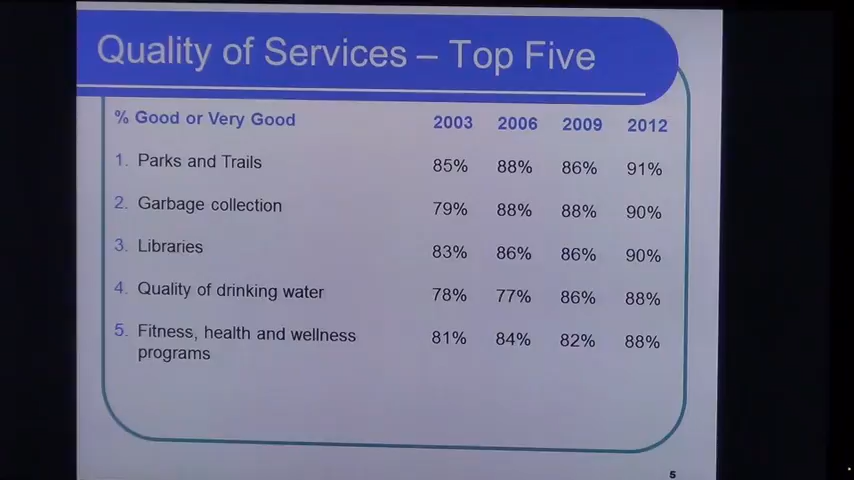 Quality of Services – Top Five
% Good or Very Good 2003 2006 2009 2012
1. Parks and Trails 85% 88% 86% 91%
2. Garbage collection 79% 88% 88% 90%
3. Libraries 83% 86% 86% 90%
4. Quality of drinking water 78% 77% 86% 88%
5. Fitness, health and wellness 81% 84% 82% 88%
programs
5